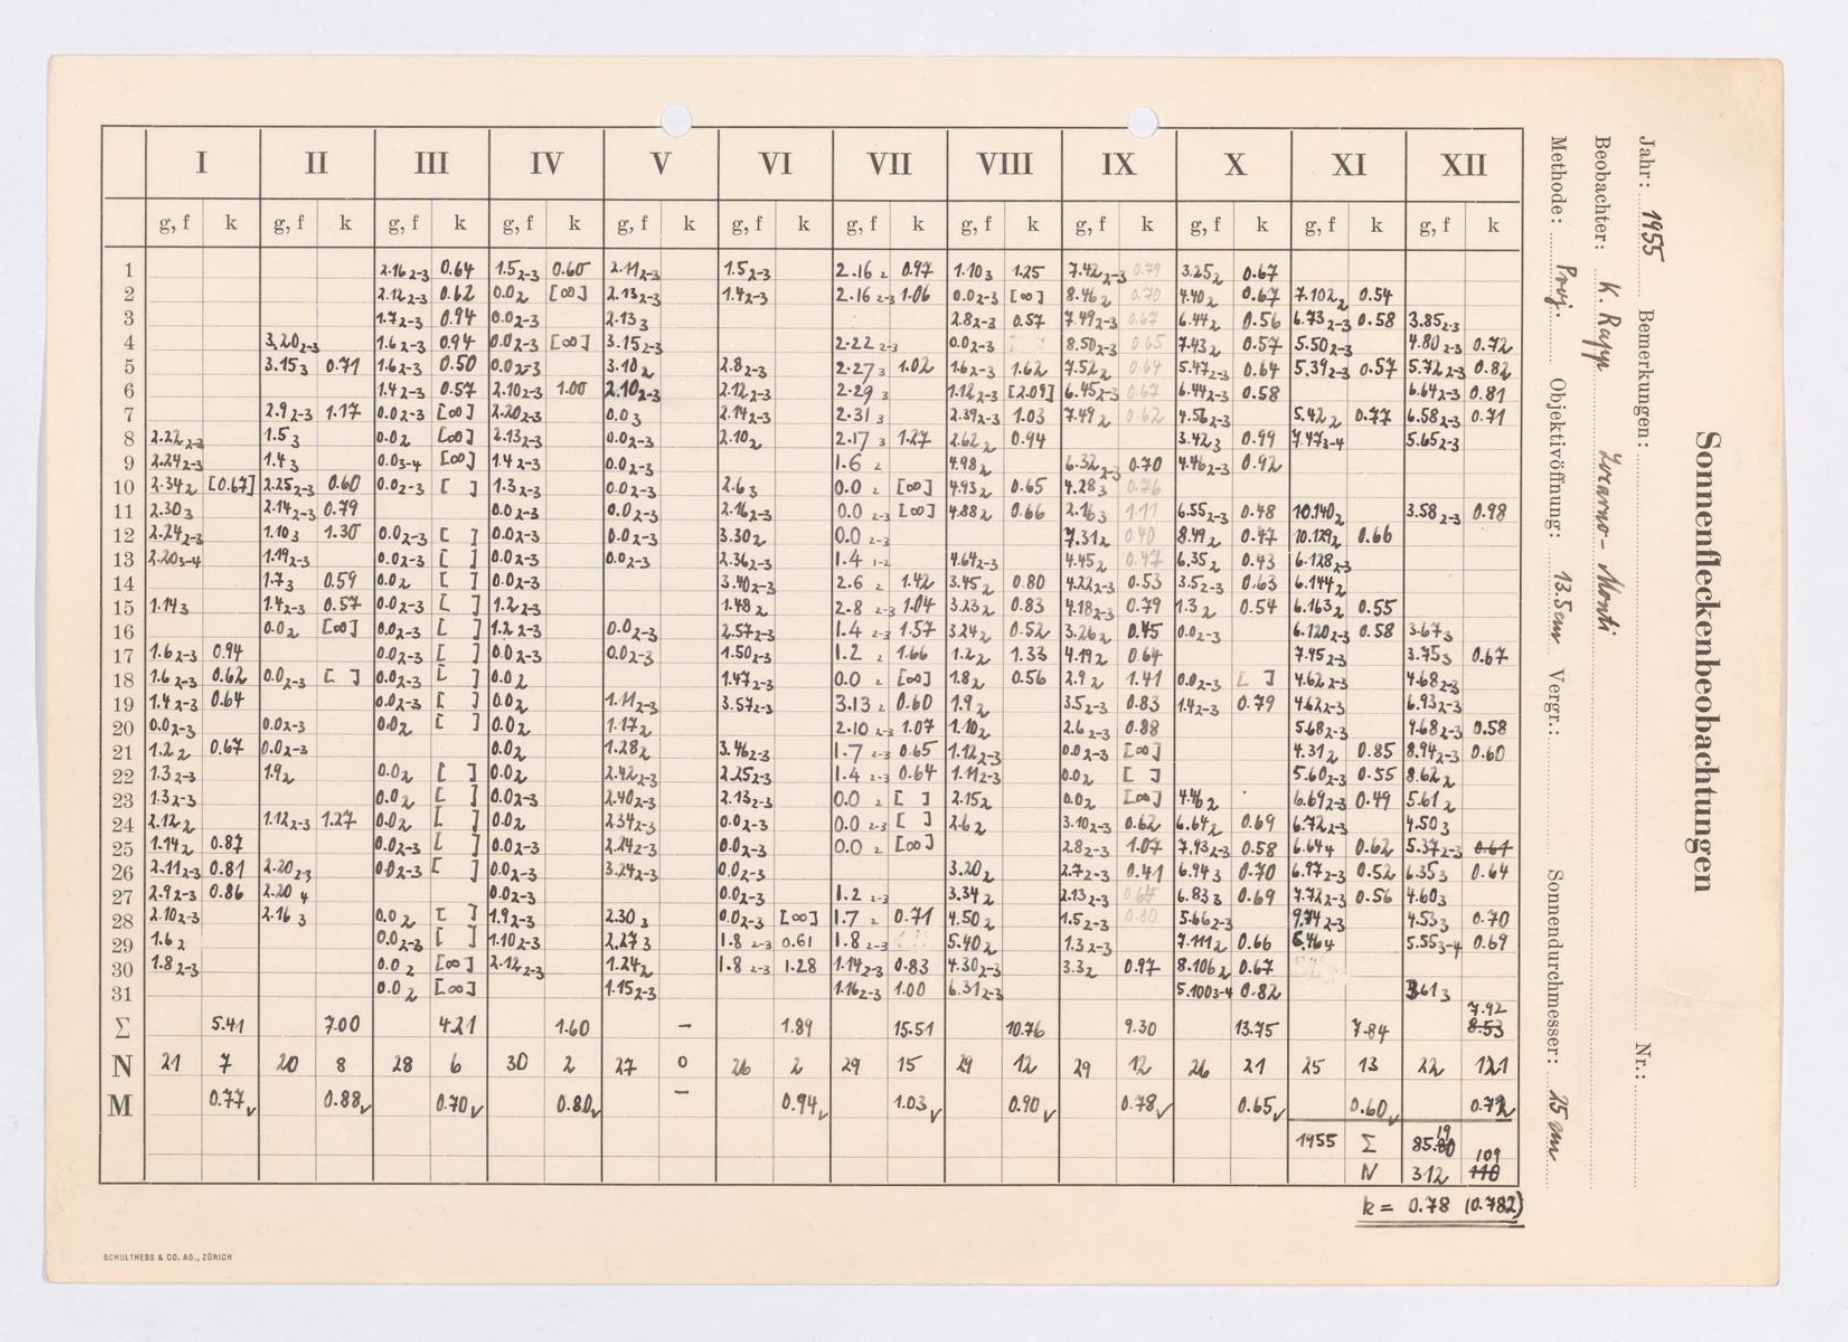 Sonnenfleckenbeobachtungen
Jahr: 1955 Bemerkungen: Nr.:
Beobachter: K. Rapp Locarno-Monti
Methode: Proj. Objektivöffnung: 13.5cm Vergr.: Sonnendurchmesser: 25 cm
I II III IV V VI VII VIII IX X XI XII
g, f k g, f k g, f k g, f k g, f k g, f k g, f k g, f k g, f k g, f k g, f k g, f k
1 2.16 2-3 0.64 1.5 2-3 0.60 2.11 2-3 1.5 2-3 2.16 2 0.97 1.10 3 1.25 7.42 2-3 0.79 3.25 2 0.67
2 2.12 2-3 0.62 0.0 2 [∞] 2.13 2-3 1.4 2-3 2.16 2-3 1.06 0.0 2-3 [∞] 8.46 2 0.70 4.40 2 0.67 7.102 2 0.54
3 1.7 2-3 0.94 0.0 2-3 2.13 3 2.8 2-3 0.57 7.49 2-3 0.67 6.44 2 0.56 6.73 2-3 0.58 3.85 2-3
4 3.20 2-3 1.6 2-3 0.94 0.0 2-3 [∞] 3.15 2-3 2.22 2-3 0.0 2-3 8.50 2-3 0.65 7.43 2 0.57 5.50 2-3 4.80 2-3 0.72
5 3.15 3 0.71 1.6 2-3 0.50 0.0 2-3 3.10 2 2.8 2-3 2.27 3 1.02 1.6 2-3 1.62 7.52 2 0.64 5.47 2-3 0.64 5.39 2-3 0.57 5.72 2-3 0.82
6 1.4 2-3 0.57 2.10 2-3 1.00 2.10 2-3 2.12 2-3 2.29 3 1.12 2-3 [2.09] 6.45 2-3 0.67 6.44 2-3 0.58 6.64 2-3 0.81
7 2.9 2-3 1.17 0.0 2-3 [∞] 2.20 2-3 0.0 3 2.14 2-3 2.31 3 2.39 2-3 1.03 7.49 2 0.62 4.56 2-3 5.42 2 0.77 6.58 2-3 0.71
8 2.22 2-3 1.5 3 0.0 2 [∞] 2.13 2-3 0.0 2-3 2.10 2 2.17 3 1.27 2.62 2 0.94 3.42 3 0.99 7.47 3-4 5.65 2-3
9 2.24 2-3 1.4 3 0.0 3-4 [∞] 1.4 2-3 0.0 2-3 1.6 2 4.98 2 6.32 2-3 0.70 4.46 2-3 0.92
10 2.34 2 [0.67] 2.25 2-3 0.60 0.0 2-3 [ ] 1.3 2-3 0.0 2-3 2.6 3 0.0 2 [∞] 4.93 2 0.65 4.28 3 0.76
11 2.30 3 2.14 2-3 0.79 0.0 2-3 0.0 2-3 2.16 2-3 0.0 2-3 [∞] 4.88 2 0.66 2.16 3 1.11 6.55 2-3 0.48 10.140 2 3.58 2-3 0.98
12 2.24 2-3 1.10 3 1.30 0.0 2-3 [ ] 0.0 2-3 0.0 2-3 3.30 2 0.0 2-3 7.31 2 0.40 8.49 2 0.47 10.129 2 0.66
13 2.20 3-4 1.19 2-3 0.0 2-3 [ ] 0.0 2-3 0.0 2-3 2.36 2-3 1.4 1-2 4.64 2-3 4.45 2 0.47 6.35 2 0.43 6.128 2-3
14 1.7 3 0.59 0.0 2 [ ] 0.0 2-3 3.40 2-3 2.6 2 1.42 3.45 2 0.80 4.22 2-3 0.53 3.5 2-3 0.63 6.144 2
15 1.14 3 1.4 2-3 0.57 0.0 2-3 [ ] 1.2 2-3 1.48 2 2.8 2-3 1.04 3.23 2 0.83 4.18 2-3 0.79 1.3 2 0.54 6.163 2 0.55
16 0.0 2 [∞] 0.0 2-3 [ ] 1.2 2-3 0.0 2-3 2.57 2-3 1.4 2-3 1.57 3.24 2 0.52 3.26 2 0.45 0.0 2-3 6.120 2-3 0.58 3.67 3
17 1.6 2-3 0.94 0.0 2-3 [ ] 0.0 2-3 0.0 2-3 1.50 2-3 1.2 2 1.66 1.2 2 1.33 4.19 2 0.64 7.95 2-3 3.75 3 0.67
18 1.6 2-3 0.62 0.0 2-3 [ ] 0.0 2-3 [ ] 0.0 2 1.47 2-3 0.0 2 [∞] 1.8 2 0.56 2.9 2 1.41 0.0 2-3 [ ] 4.62 2-3 4.68 2-3
19 1.4 2-3 0.64 0.0 2-3 [ ] 0.0 2 1.11 2-3 3.57 2-3 3.13 2 0.60 1.9 2 3.5 2-3 0.83 1.4 2-3 0.79 4.62 2-3 6.93 2-3
20 0.0 2-3 0.0 2-3 0.0 2 [ ] 0.0 2 1.17 2 2.10 2-3 1.07 1.10 2 2.6 2-3 0.88 5.68 2-3 9.68 2-3 0.58
21 1.2 2 0.67 0.0 2-3 0.0 2 1.28 2 3.46 2-3 1.7 2-3 0.65 1.12 2-3 0.0 2-3 [∞] 4.31 2 0.85 8.94 2-3 0.60
22 1.3 2-3 1.9 2 0.0 2 [ ] 0.0 2 2.42 2-3 2.25 2-3 1.4 2-3 0.64 1.11 2-3 0.0 2 [ ] 5.60 2-3 0.55 8.62 2
23 1.3 2-3 0.0 2 [ ] 0.0 2-3 2.40 2-3 2.13 2-3 0.0 2 [ ] 2.15 2 0.0 2 [∞] 4.46 2 6.69 2-3 0.49 5.61 2
24 2.12 2 1.12 2-3 1.27 0.0 2 [ ] 0.0 2 2.34 2-3 0.0 2-3 0.0 2-3 [ ] 2.6 2 3.10 2-3 0.62 6.64 2 0.69 6.72 2-3 4.50 3
25 1.14 2 0.87 0.0 2-3 [ ] 0.0 2-3 2.24 2-3 0.0 2-3 0.0 2 [∞] 2.8 2-3 1.07 7.93 2-3 0.58 6.64 4 0.62 5.37 2-3 0.61
26 2.11 2-3 0.81 2.20 2-3 0.0 2-3 [ ] 0.0 2-3 3.24 2-3 0.0 2-3 3.20 2 2.7 2-3 0.41 6.94 3 0.70 6.97 2-3 0.52 6.35 3 0.64
27 2.9 2-3 0.86 2.20 4 0.0 2-3 0.0 2-3 1.2 2-3 3.34 2 2.13 2-3 0.67 6.83 3 0.69 7.72 2-3 0.56 4.60 3
28 2.10 2-3 2.16 3 0.0 2 [ ] 1.9 2-3 2.30 3 0.0 2-3 [∞] 1.7 2 0.71 4.50 2 1.5 2-3 0.80 5.66 2-3 9.74 2-3 4.53 3 0.70
29 1.6 2 0.0 2-3 [ ] 1.10 2-3 2.27 3 1.8 2-3 0.61 1.8 2-3 5.40 2 1.3 2-3 7.111 2 0.66 6.46 4 5.55 3-4 0.69
30 1.8 2-3 0.0 2 [∞] 2.12 2-3 1.24 2 1.8 2-3 1.28 1.14 2-3 0.83 4.30 2-3 3.3 2 0.97 8.106 2 0.67
31 0.0 2 [∞] 1.15 2-3 1.16 2-3 1.00 6.31 2-3 5.100 3-4 0.82 3.61 3
7.92
Σ 5.41 7.00 4.21 1.60 – 1.89 15.51 10.76 9.30 13.75 7.84 8.53
N 21 7 20 8 28 6 30 2 27 0 26 2 29 15 29 12 29 12 26 21 25 13 22 121
M 0.77 v 0.88 v 0.70 v 0.80 v – 0.94 v 1.03 v 0.90 v 0.78 v 0.65 v 0.60 v 0.72
1955 Σ 85.80 19
N 312 110 109
k = 0.78 (0.782)
SCHULTHESS & CO. AG., ZÜRICH